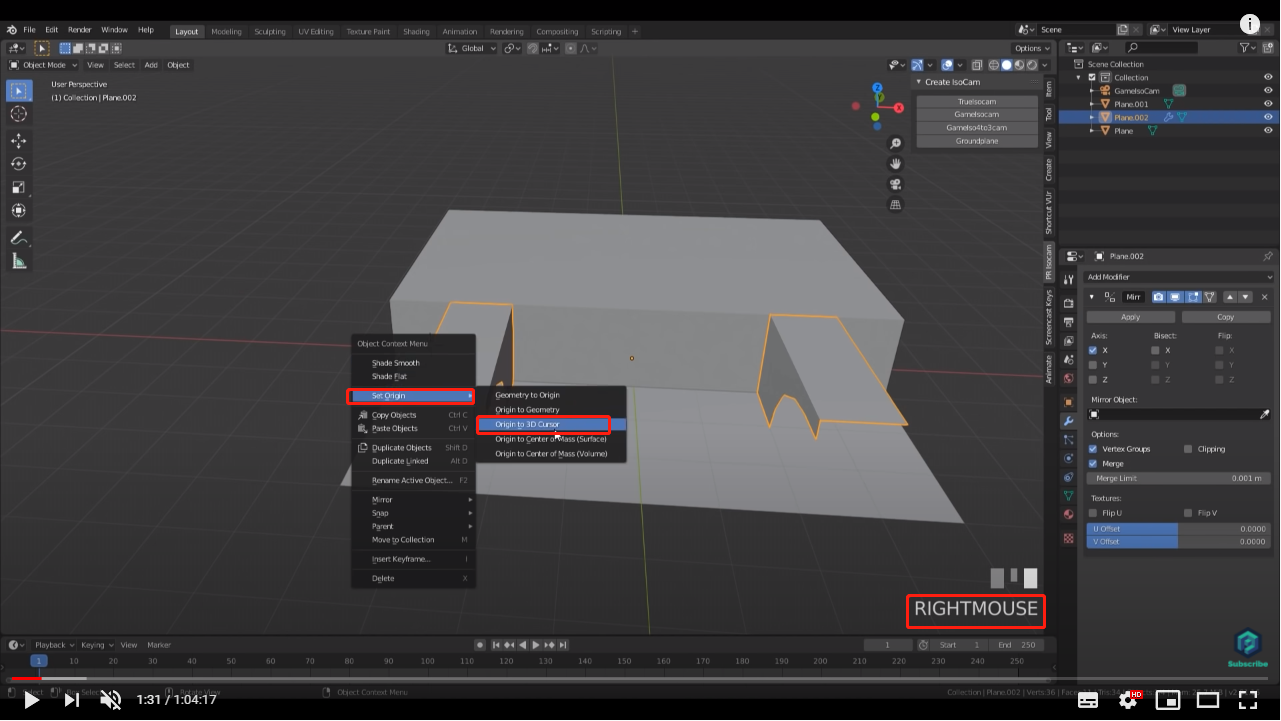 File Edit Render Window Help Layout Modeling Sculpting UV Editing Texture Paint Shading Animation Rendering Compositing Scripting + Scene View Layer
Global Options
Object Mode View Select Add Object
User Perspective
(1) Collection | Plane.002
Z
X
Create IsoCam
TrueIsocam
GameIsocam
GameIso4to3cam
Groundplane
Item
Tool
View
Create
Shortcut VUr
PR Isocam
Screencast Keys
Animate
Scene Collection
Collection
GameIsoCam
Plane.001
Plane.002
Plane
Plane.002
Add Modifier
Mirr
Apply Copy
Axis: Bisect: Flip:
X X X
Y Y Y
Z Z Z
Mirror Object:
Options:
Vertex Groups Clipping
Merge
Merge Limit 0.001 m
Textures:
Flip U Flip V
U Offset 0.0000
V Offset 0.0000
Object Context Menu
Shade Smooth
Shade Flat
Set Origin
Copy Objects Ctrl C
Paste Objects Ctrl V
Duplicate Objects Shift D
Duplicate Linked Alt D
Rename Active Object... F2
Mirror
Snap
Parent
Move to Collection M
Insert Keyframe... I
Delete X
Geometry to Origin
Origin to Geometry
Origin to 3D Cursor
Origin to Center of Mass (Surface)
Origin to Center of Mass (Volume)
RIGHTMOUSE
Playback Keying View Marker 1 Start 1 End 250
1 10 20 30 40 50 60 70 80 90 100 110 120 130 140 150 160 170 180 190 200 210 220 230 240 250
Subscribe
Select Box Select Rotate View Object Context Menu Collection | Plane.002 | Verts:36
1:31 / 1:04:17 HD